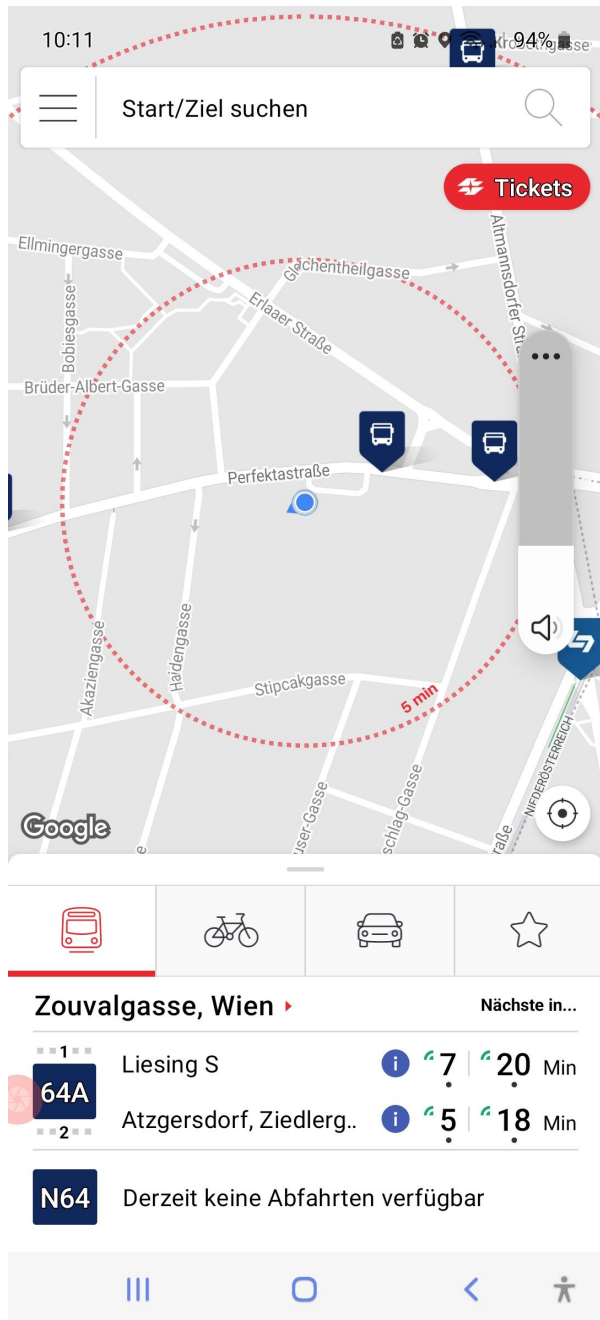 10:11
94%
Start/Ziel suchen
Tickets
Ellmingergasse
Altmannsdorfer
Bobiesgasse
Erlaaer Straße
Brüder-Albert-Gasse
Perfektastraße
Akaziengasse
Haidengasse
Stipcakgasse
5 min
NIEDERÖSTERREICH
Google
Zouvalgasse, Wien
Nächste in...
1
64A
Liesing S
i
7
20
Min
2
Atzgersdorf, Ziedlerg..
i
5
18
Min
N64
Derzeit keine Abfahrten verfügbar